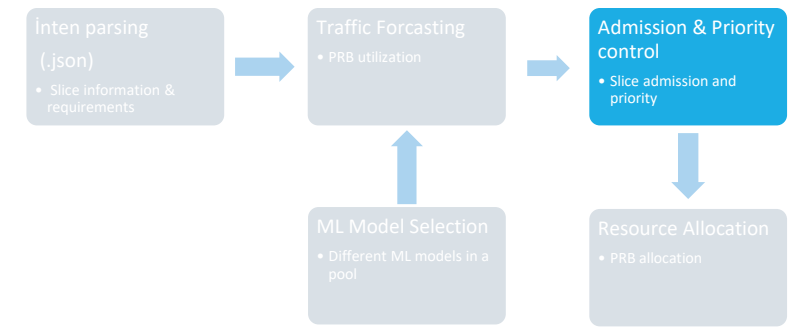 İnten parsing
(.json)
• Slice information &
requirements
Traffic Forcasting
• PRB utilization
Admission & Priority
control
• Slice admission and
priority
ML Model Selection
• Different ML models in a
pool
Resource Allocation
• PRB allocation